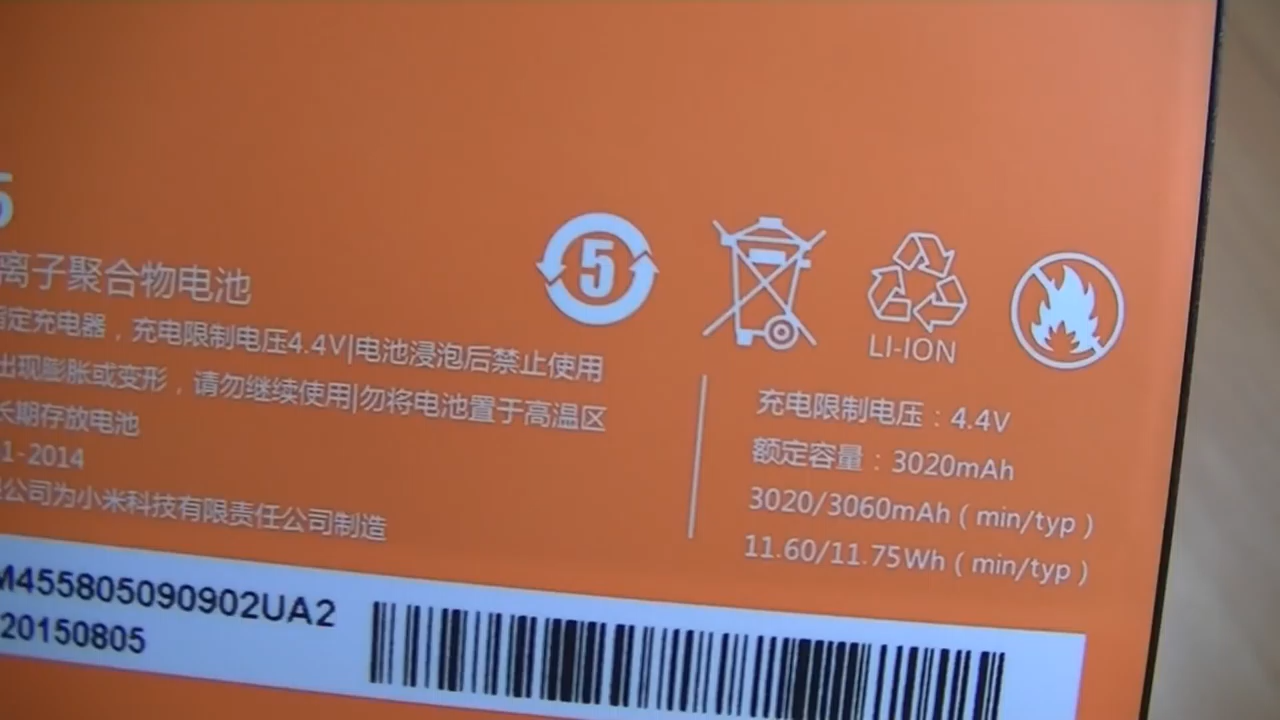 5
5
离子聚合物电池
LI-ION
指定充电器，充电限制电压4.4V|电池浸泡后禁止使用
出现膨胀或变形，请勿继续使用|勿将电池置于高温区
长期存放电池
1-2014
公司为小米科技有限责任公司制造
充电限制电压：4.4V
额定容量：3020mAh
3020/3060mAh（min/typ）
11.60/11.75Wh（min/typ）
M455805090902UA2
20150805